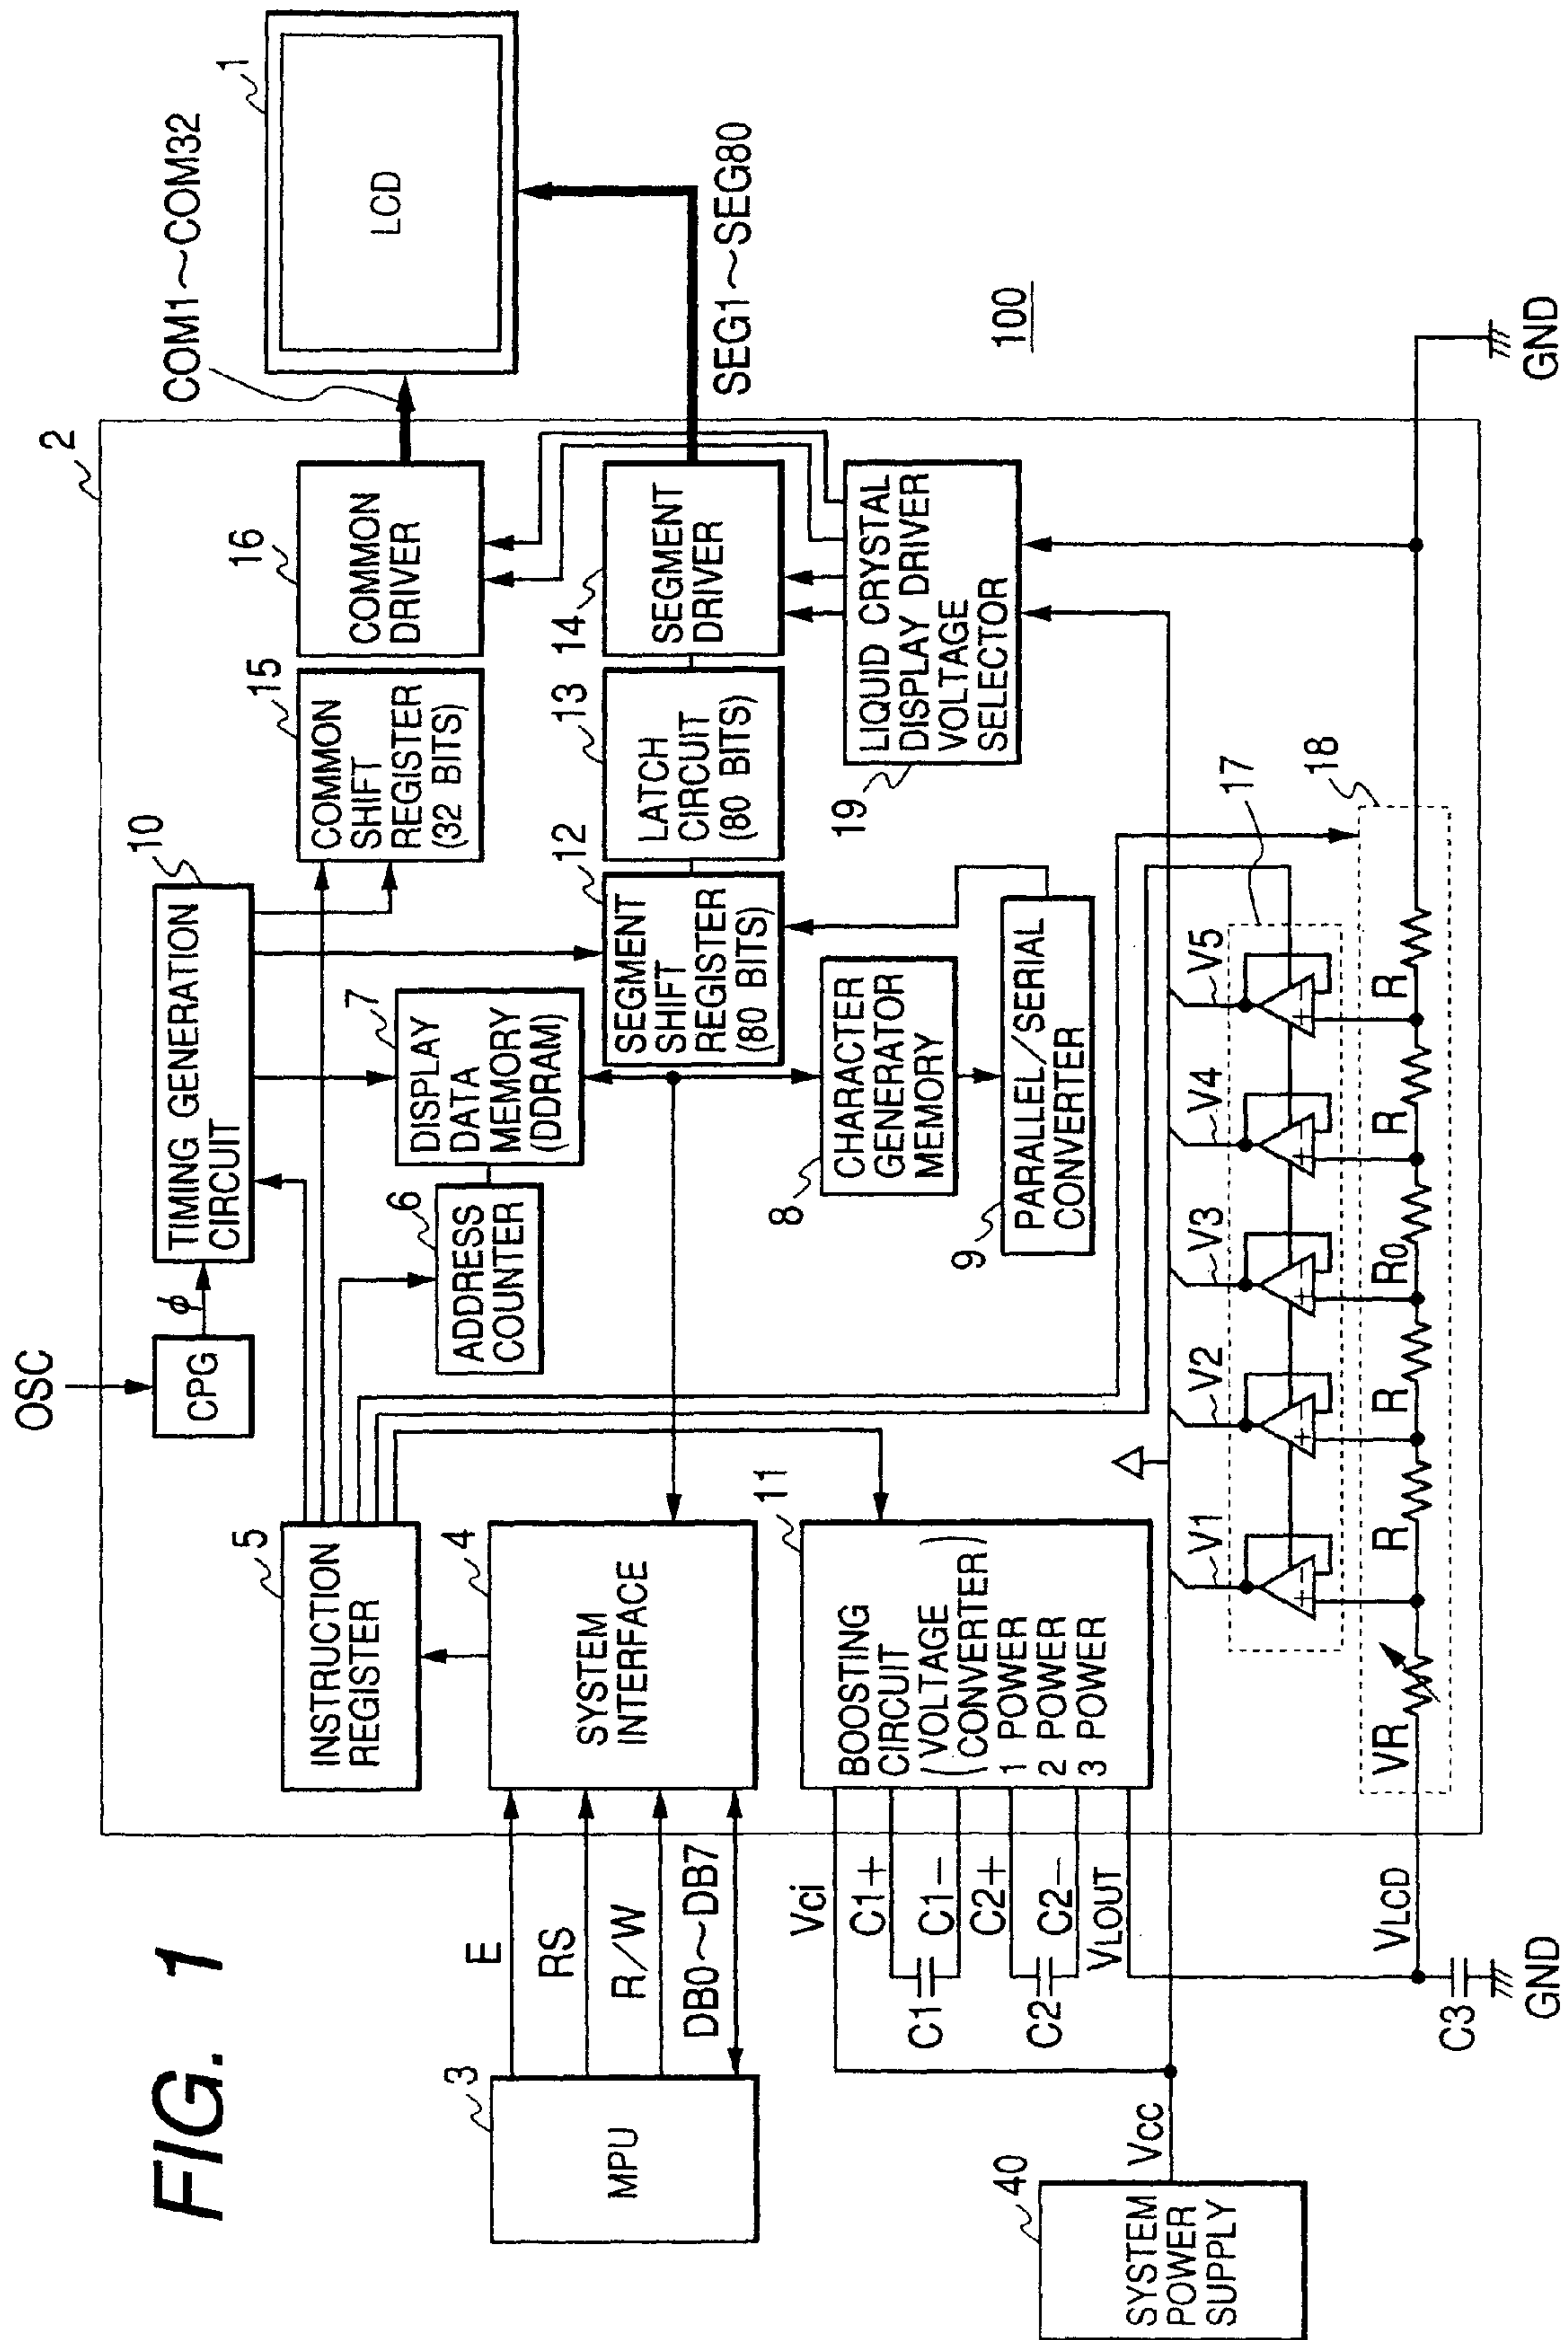 FIG. 1
OSC
CPG
φ
10
TIMING GENERATION
CIRCUIT
2
COM1~COM32
1
LCD
SEG1~SEG80
100
5
INSTRUCTION
REGISTER
15
COMMON
SHIFT
REGISTER
(32 BITS)
16
COMMON
DRIVER
6
ADDRESS
COUNTER
7
DISPLAY
DATA
MEMORY
(DDRAM)
3
MPU
E
RS
R/W
DB0~DB7
4
SYSTEM
INTERFACE
12
SEGMENT
SHIFT
REGISTER
(80 BITS)
13
LATCH
CIRCUIT
(80 BITS)
14
SEGMENT
DRIVER
8
CHARACTER
GENERATOR
MEMORY
9
PARALLEL/SERIAL
CONVERTER
19
LIQUID CRYSTAL
DISPLAY DRIVER
VOLTAGE
SELECTOR
11
BOOSTING
CIRCUIT
(VOLTAGE
CONVERTER)
1 POWER
2 POWER
3 POWER
Vci
C1+
C1
C1-
C2+
C2
C2-
VLOUT
40
SYSTEM
POWER
SUPPLY
Vcc
V1
V2
V3
V4
V5
17
18
+ -
+ -
+ -
+ -
+ -
VLCD
VR
R
R
R0
R
R
C3
GND
GND